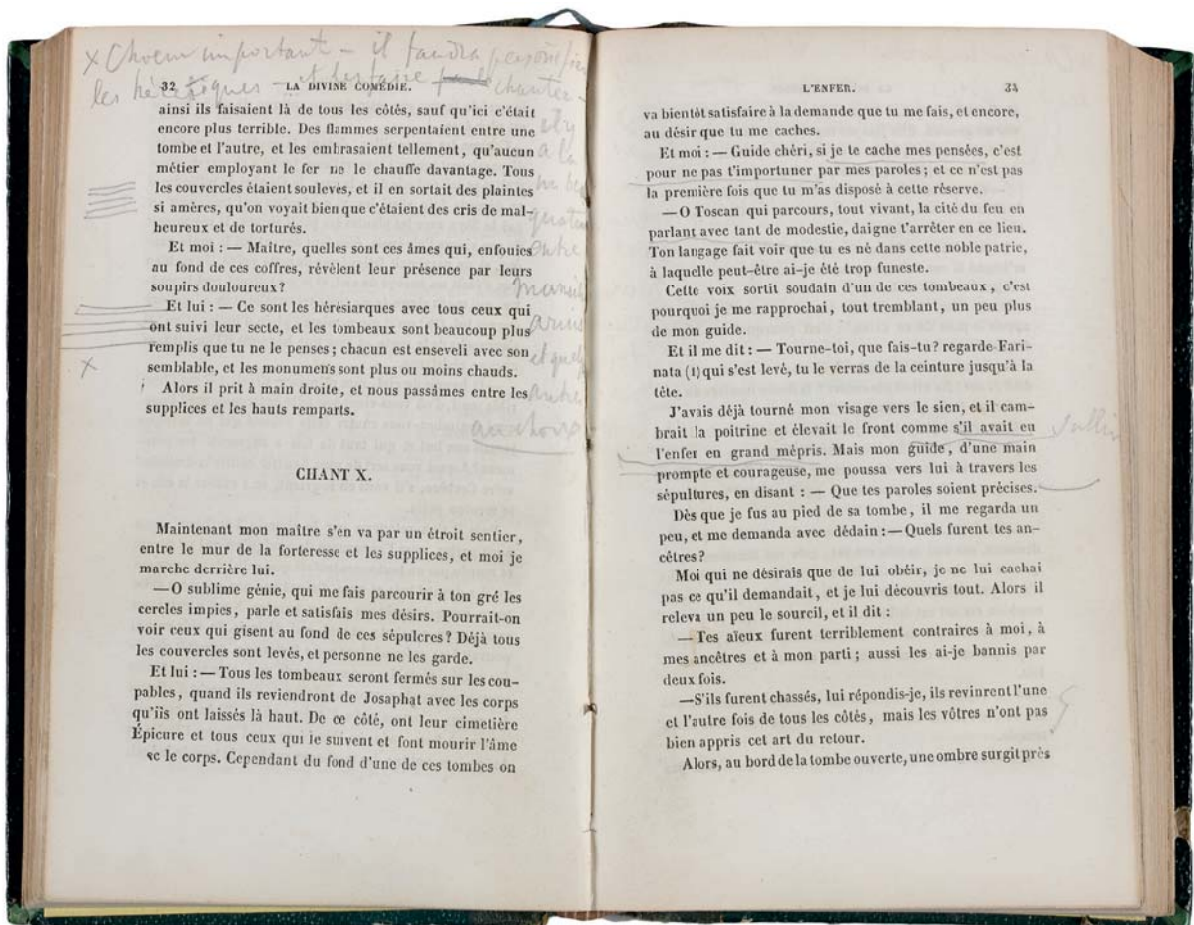 x Choeur important - il faudra
les hérésiques - et les faire chanter -
32 LA DIVINE COMÉDIE.
ainsi ils faisaient là de tous les côtés, sauf qu'ici c'était
encore plus terrible. Des flammes serpentaient entre une
tombe et l'autre, et les embrasaient tellement, qu'aucun
métier employant le fer ne le chauffe davantage. Tous
les couvercles étaient soulevés, et il en sortait des plaintes
si amères, qu'on voyait bien que c'étaient des cris de mal-
heureux et de torturés.
Et moi : — Maître, quelles sont ces âmes qui, enfouies
au fond de ces coffres, révèlent leur présence par leurs
soupirs douloureux ?
Et lui : — Ce sont les hérésiarques avec tous ceux qui
ont suivi leur secte, et les tombeaux sont beaucoup plus
remplis que tu ne le penses ; chacun est enseveli avec son
semblable, et les monumens sont plus ou moins chauds.
Alors il prit à main droite, et nous passâmes entre les
supplices et les hauts remparts.
x
CHANT X.
Maintenant mon maître s'en va par un étroit sentier,
entre le mur de la forteresse et les supplices, et moi je
marche derrière lui.
—O sublime génie, qui me fais parcourir à ton gré les
cercles impies, parle et satisfais mes désirs. Pourrait-on
voir ceux qui gisent au fond de ces sépulcres ? Déjà tous
les couvercles sont levés, et personne ne les garde.
Et lui : — Tous les tombeaux seront fermés sur les cou-
pables, quand ils reviendront de Josaphat avec les corps
qu'ils ont laissés là haut. De ce côté, ont leur cimetière
Épicure et tous ceux qui le suivent et font mourir l'âme
le corps. Cependant du fond d'une de ces tombes on
L'ENFER. 33
va bientôt satisfaire à la demande que tu me fais, et encore,
au désir que tu me caches.
Et moi : — Guide chéri, si je te cache mes pensées, c'est
pour ne pas t'importuner par mes paroles ; et ce n'est pas
la première fois que tu m'as disposé à cette réserve.
—O Toscan qui parcours, tout vivant, la cité du feu en
parlant avec tant de modestie, daigne t'arrêter en ce lieu.
Ton langage fait voir que tu es né dans cette noble patrie,
à laquelle peut-être ai-je été trop funeste.
Cette voix sortit soudain d'un de ces tombeaux, c'est
pourquoi je me rapprochai, tout tremblant, un peu plus
de mon guide.
Et il me dit : — Tourne-toi, que fais-tu? regarde Fari-
nata (1) qui s'est levé, tu le verras de la ceinture jusqu'à la
tête.
J'avais déjà tourné mon visage vers le sien, et il cam-
brait la poitrine et élevait le front comme s'il avait eu
l'enfer en grand mépris. Mais mon guide, d'une main
prompte et courageuse, me poussa vers lui à travers les
sépultures, en disant : — Que tes paroles soient précises.
Dès que je fus au pied de sa tombe, il me regarda un
peu, et me demanda avec dédain : — Quels furent tes an-
cêtres?
Moi qui ne désirais que de lui obéir, je ne lui cachai
pas ce qu'il demandait, et je lui découvris tout. Alors il
releva un peu le sourcil, et il dit :
—Tes aïeux furent terriblement contraires à moi, à
mes ancêtres et à mon parti ; aussi les ai-je bannis par
deux fois.
—S'ils furent chassés, lui répondis-je, ils revinrent l'une
et l'autre fois de tous les côtés, mais les vôtres n'ont pas
bien appris cet art du retour.
Alors, au bord de la tombe ouverte, une ombre surgit près